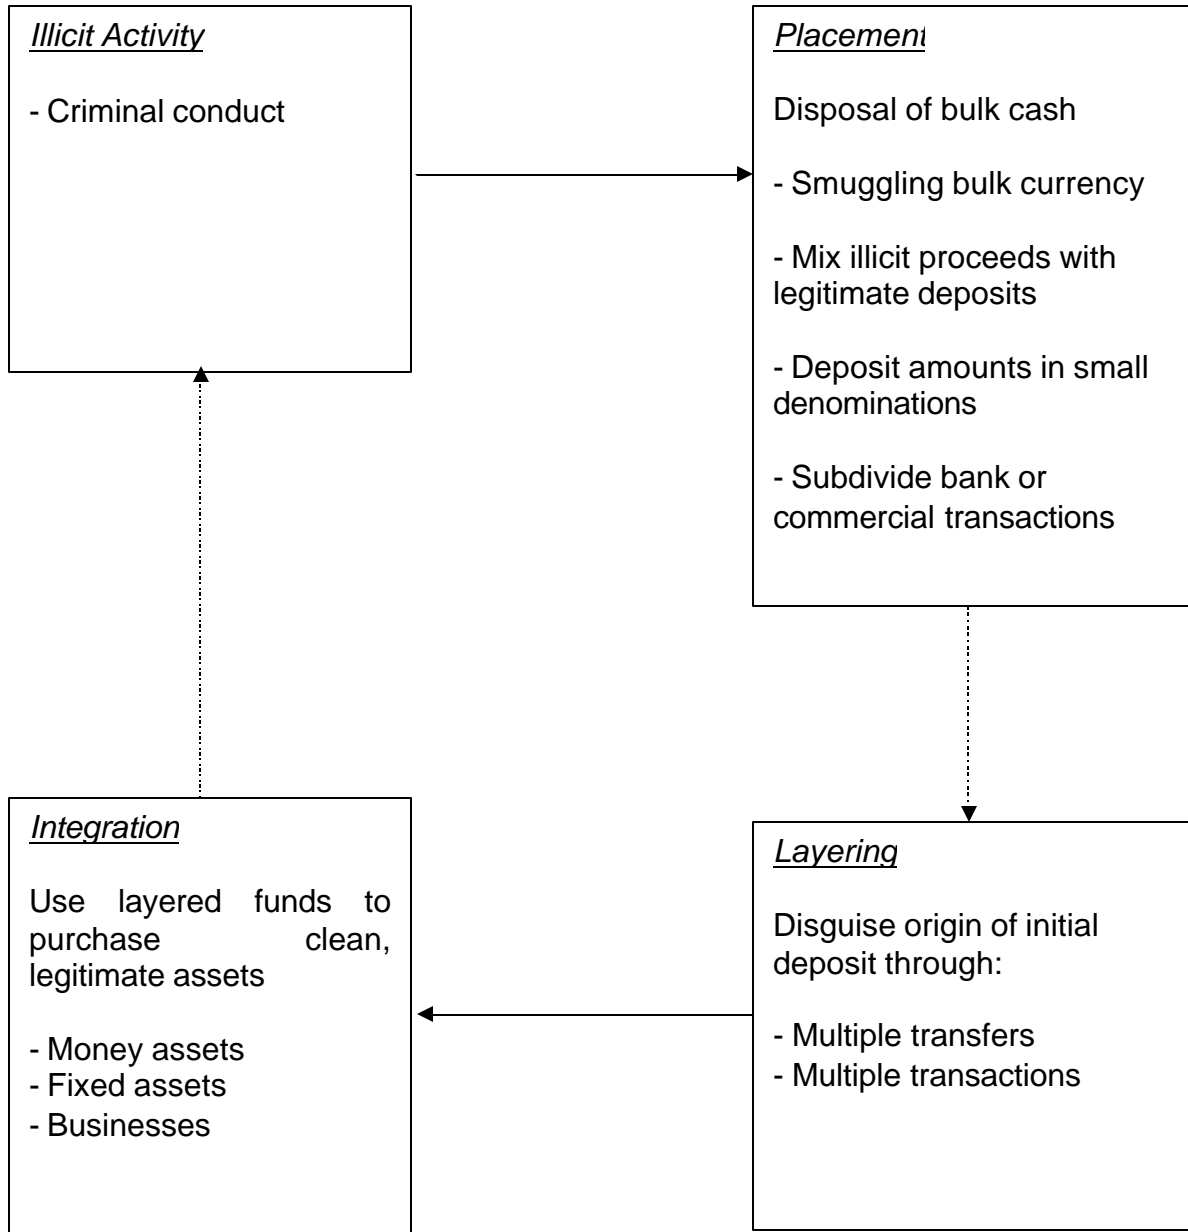 Illicit Activity
- Criminal conduct
Placement
Disposal of bulk cash
- Smuggling bulk currency
- Mix illicit proceeds with
legitimate deposits
- Deposit amounts in small
denominations
- Subdivide bank or
commercial transactions
Integration
Use layered funds to
purchase clean,
legitimate assets
- Money assets
- Fixed assets
- Businesses
Layering
Disguise origin of initial
deposit through:
- Multiple transfers
- Multiple transactions